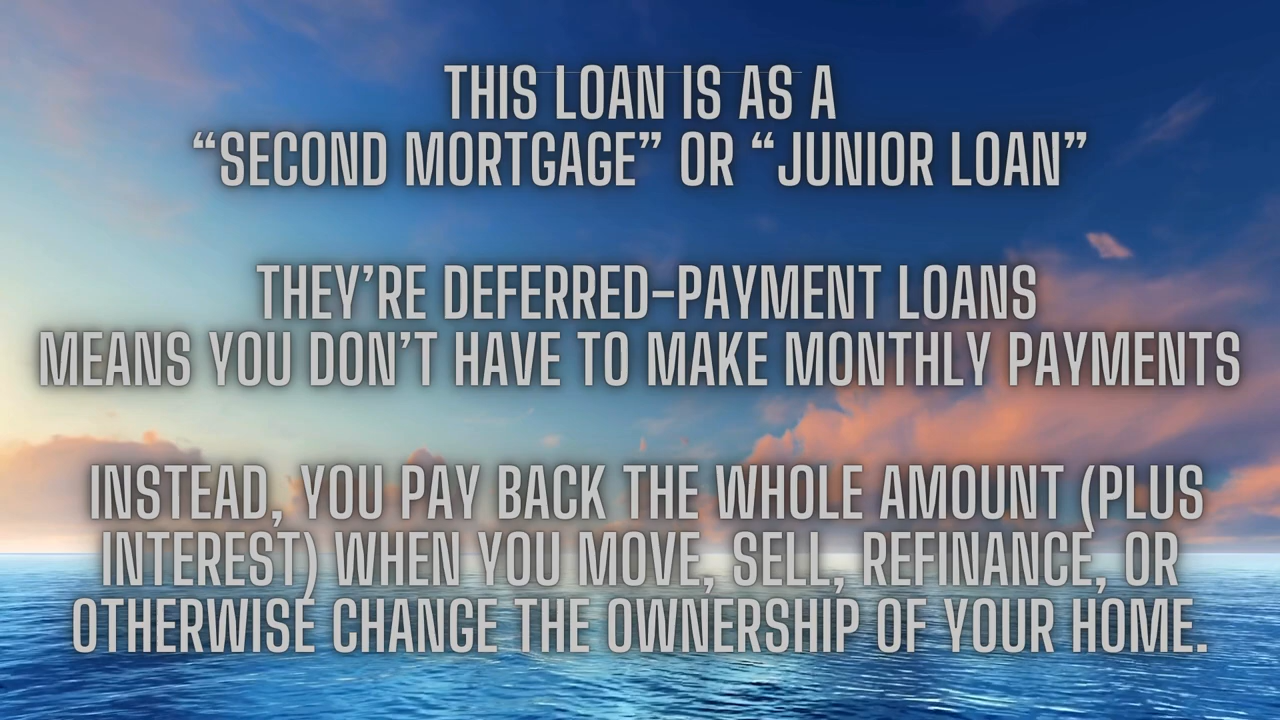 THIS LOAN IS AS A
“SECOND MORTGAGE” OR “JUNIOR LOAN”
THEY’RE DEFERRED-PAYMENT LOANS
MEANS YOU DON’T HAVE TO MAKE MONTHLY PAYMENTS
INSTEAD, YOU PAY BACK THE WHOLE AMOUNT (PLUS
INTEREST) WHEN YOU MOVE, SELL, REFINANCE, OR
OTHERWISE CHANGE THE OWNERSHIP OF YOUR HOME.